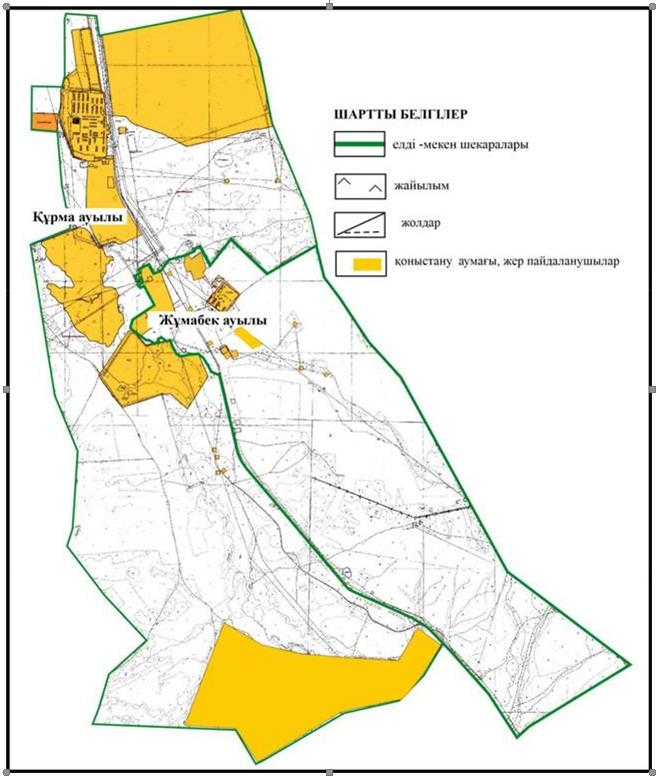 ШАРТТЫ БЕЛГІЛЕР
елді -мекен шекаралары
жайылым
жолдар
қоныстану аумағы, жер пайдаланушылар
Құрма ауылы
Жұмабек ауылы